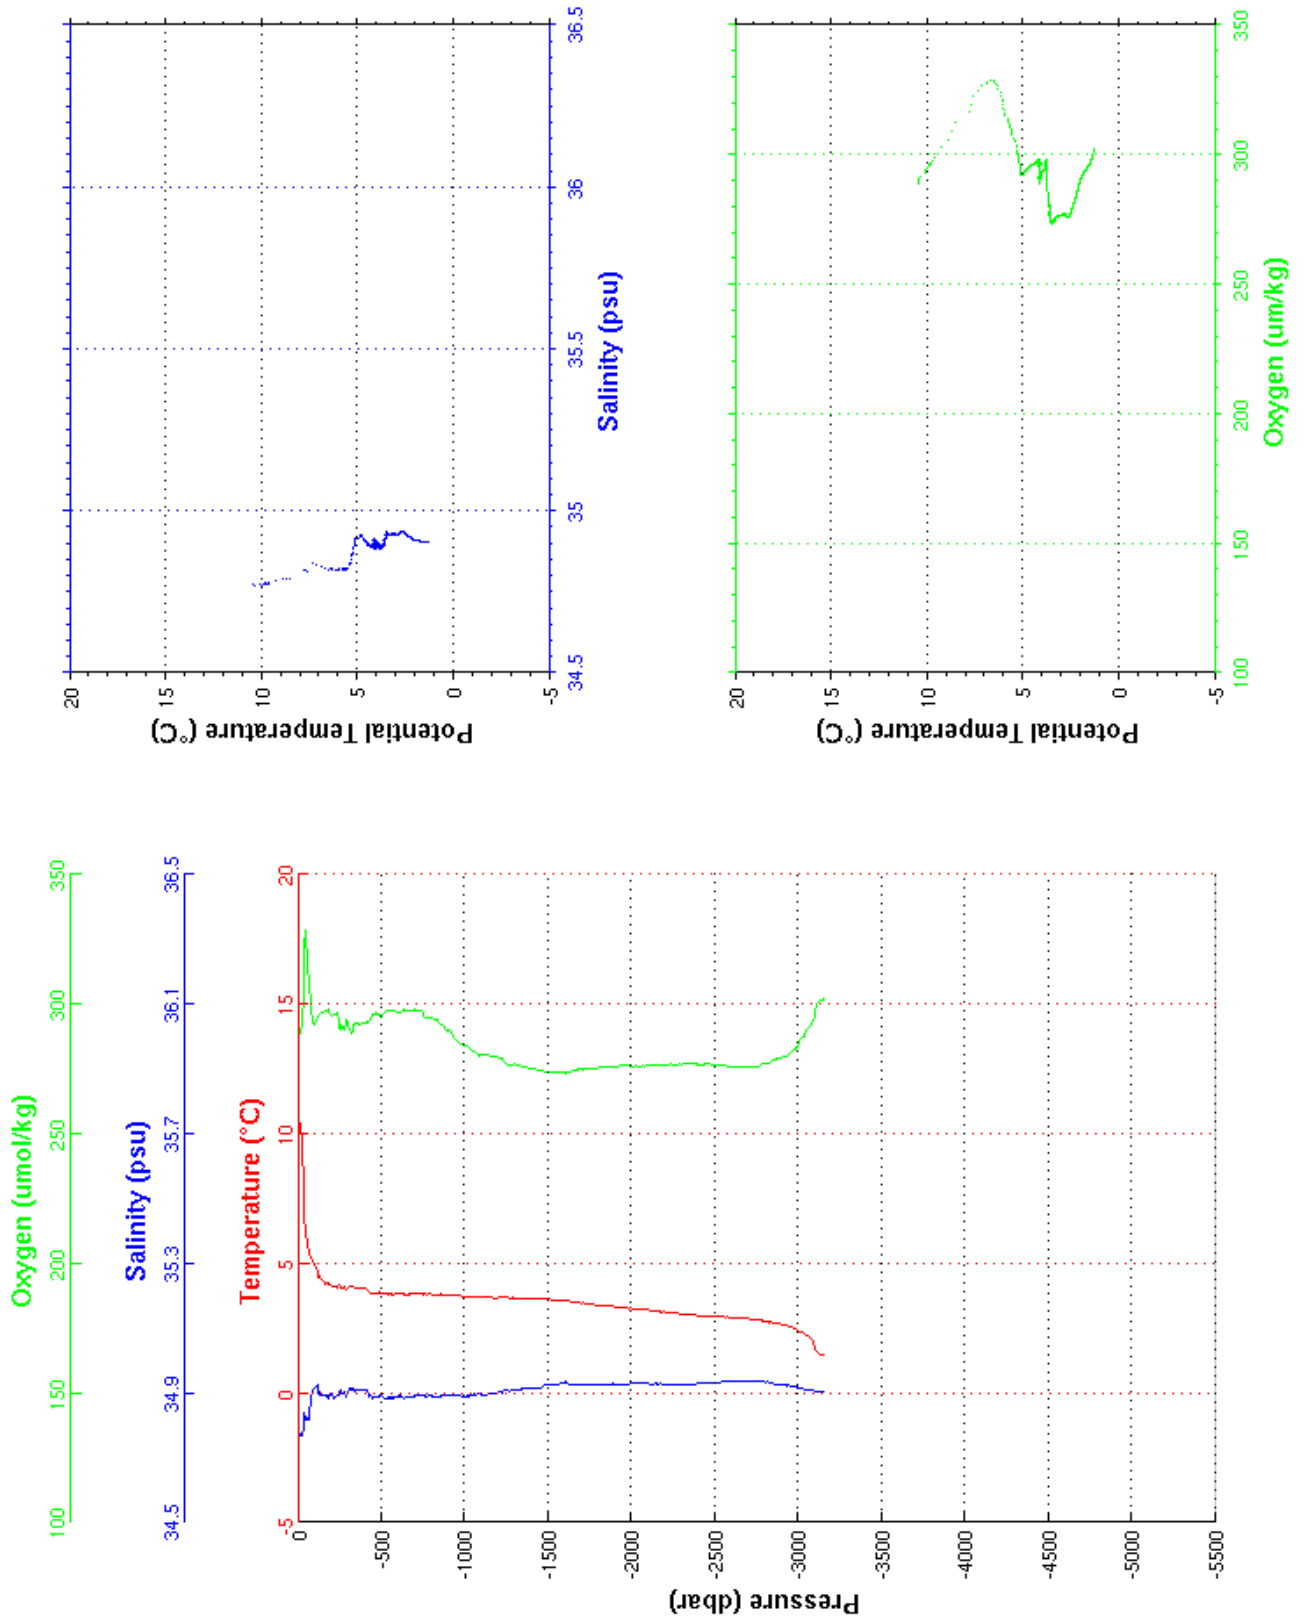 Oxygen (umol/kg)
100 150 200 250 300 350
Salinity (psu)
34.5 34.9 35.3 35.7 36.1 36.5
Temperature (°C)
-5 0 5 10 15 20
0
-500
-1000
-1500
-2000
-2500
-3000
-3500
-4000
-4500
-5000
-5500
Pressure (dbar)
20
15
10
5
0
-5
Potential Temperature (°C)
34.5 35 35.5 36 36.5
Salinity (psu)
20
15
10
5
0
-5
Potential Temperature (°C)
100 150 200 250 300 350
Oxygen (um/kg)